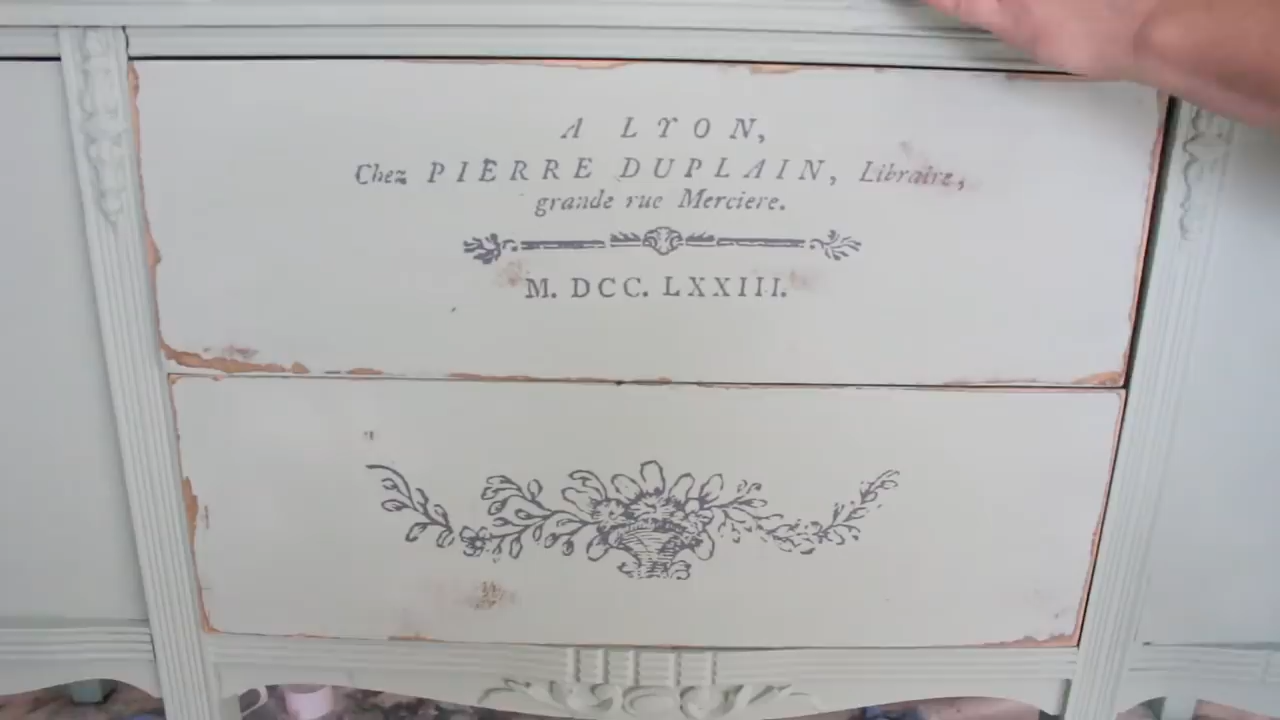 A LYON,
Chez PIERRE DUPLAIN, Libraire,
grande rue Merciere.
M. DCC. LXXIII.